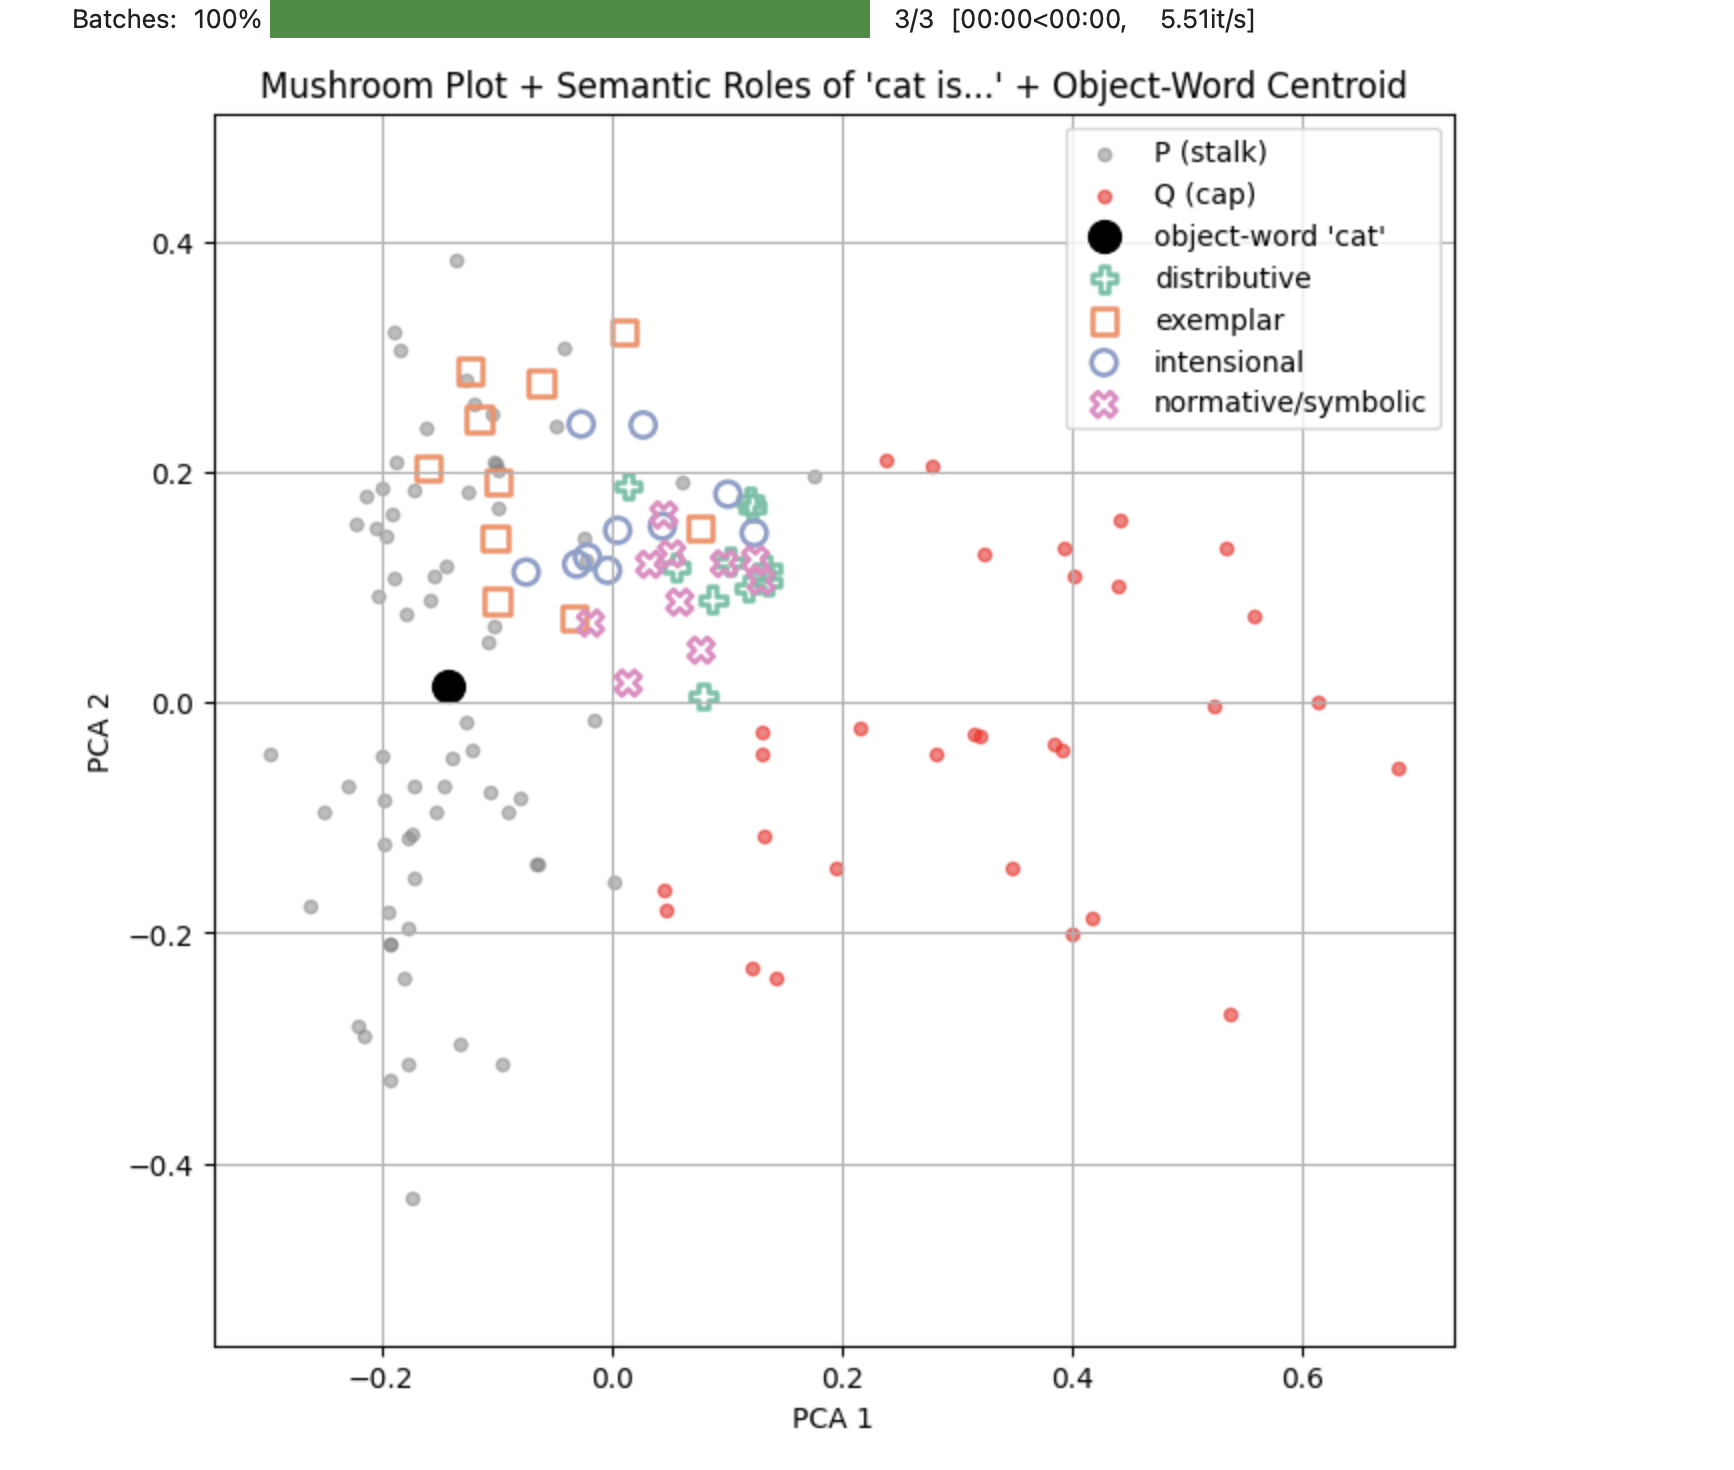 Batches: 100% 3/3 [00:00<00:00, 5.51it/s]
Mushroom Plot + Semantic Roles of 'cat is...' + Object-Word Centroid
P (stalk)
Q (cap)
object-word 'cat'
distributive
exemplar
intensional
normative/symbolic
0.4
0.2
0.0
−0.2
−0.4
PCA 2
−0.2 0.0 0.2 0.4 0.6
PCA 1